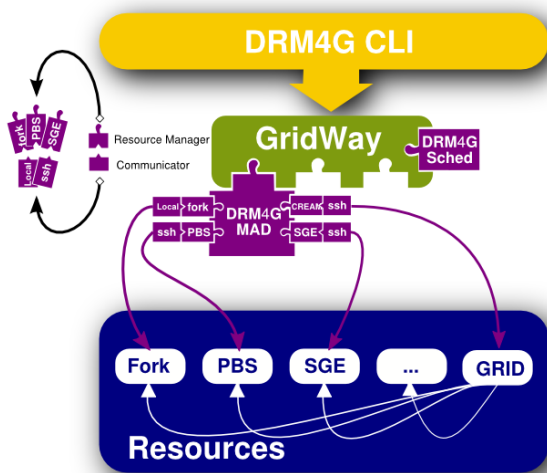 DRM4G CLI
GridWay
DRM4G
Sched
fork
PBS
SGE
Local
ssh
Resource Manager
Communicator
Local
fork
ssh
PBS
DRM4G
MAD
CREAM
ssh
SGE
ssh
Fork
PBS
SGE
...
GRID
Resources